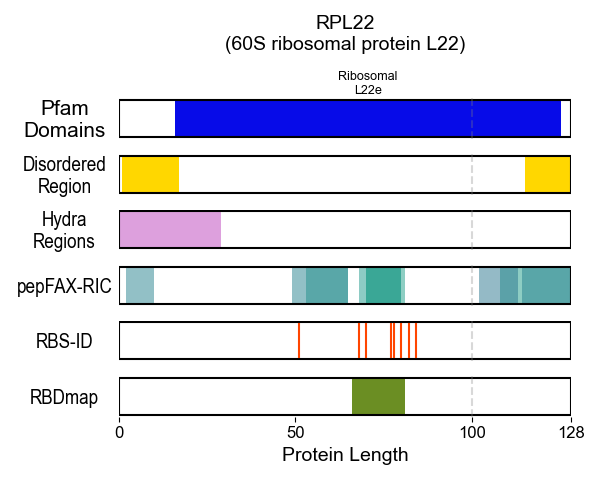 RPL22
(60S ribosomal protein L22)
Ribosomal
L22e
Pfam
Domains
Disordered
Region
Hydra
Regions
pepFAX-RIC
RBS-ID
RBDmap
0 50 100 128
Protein Length